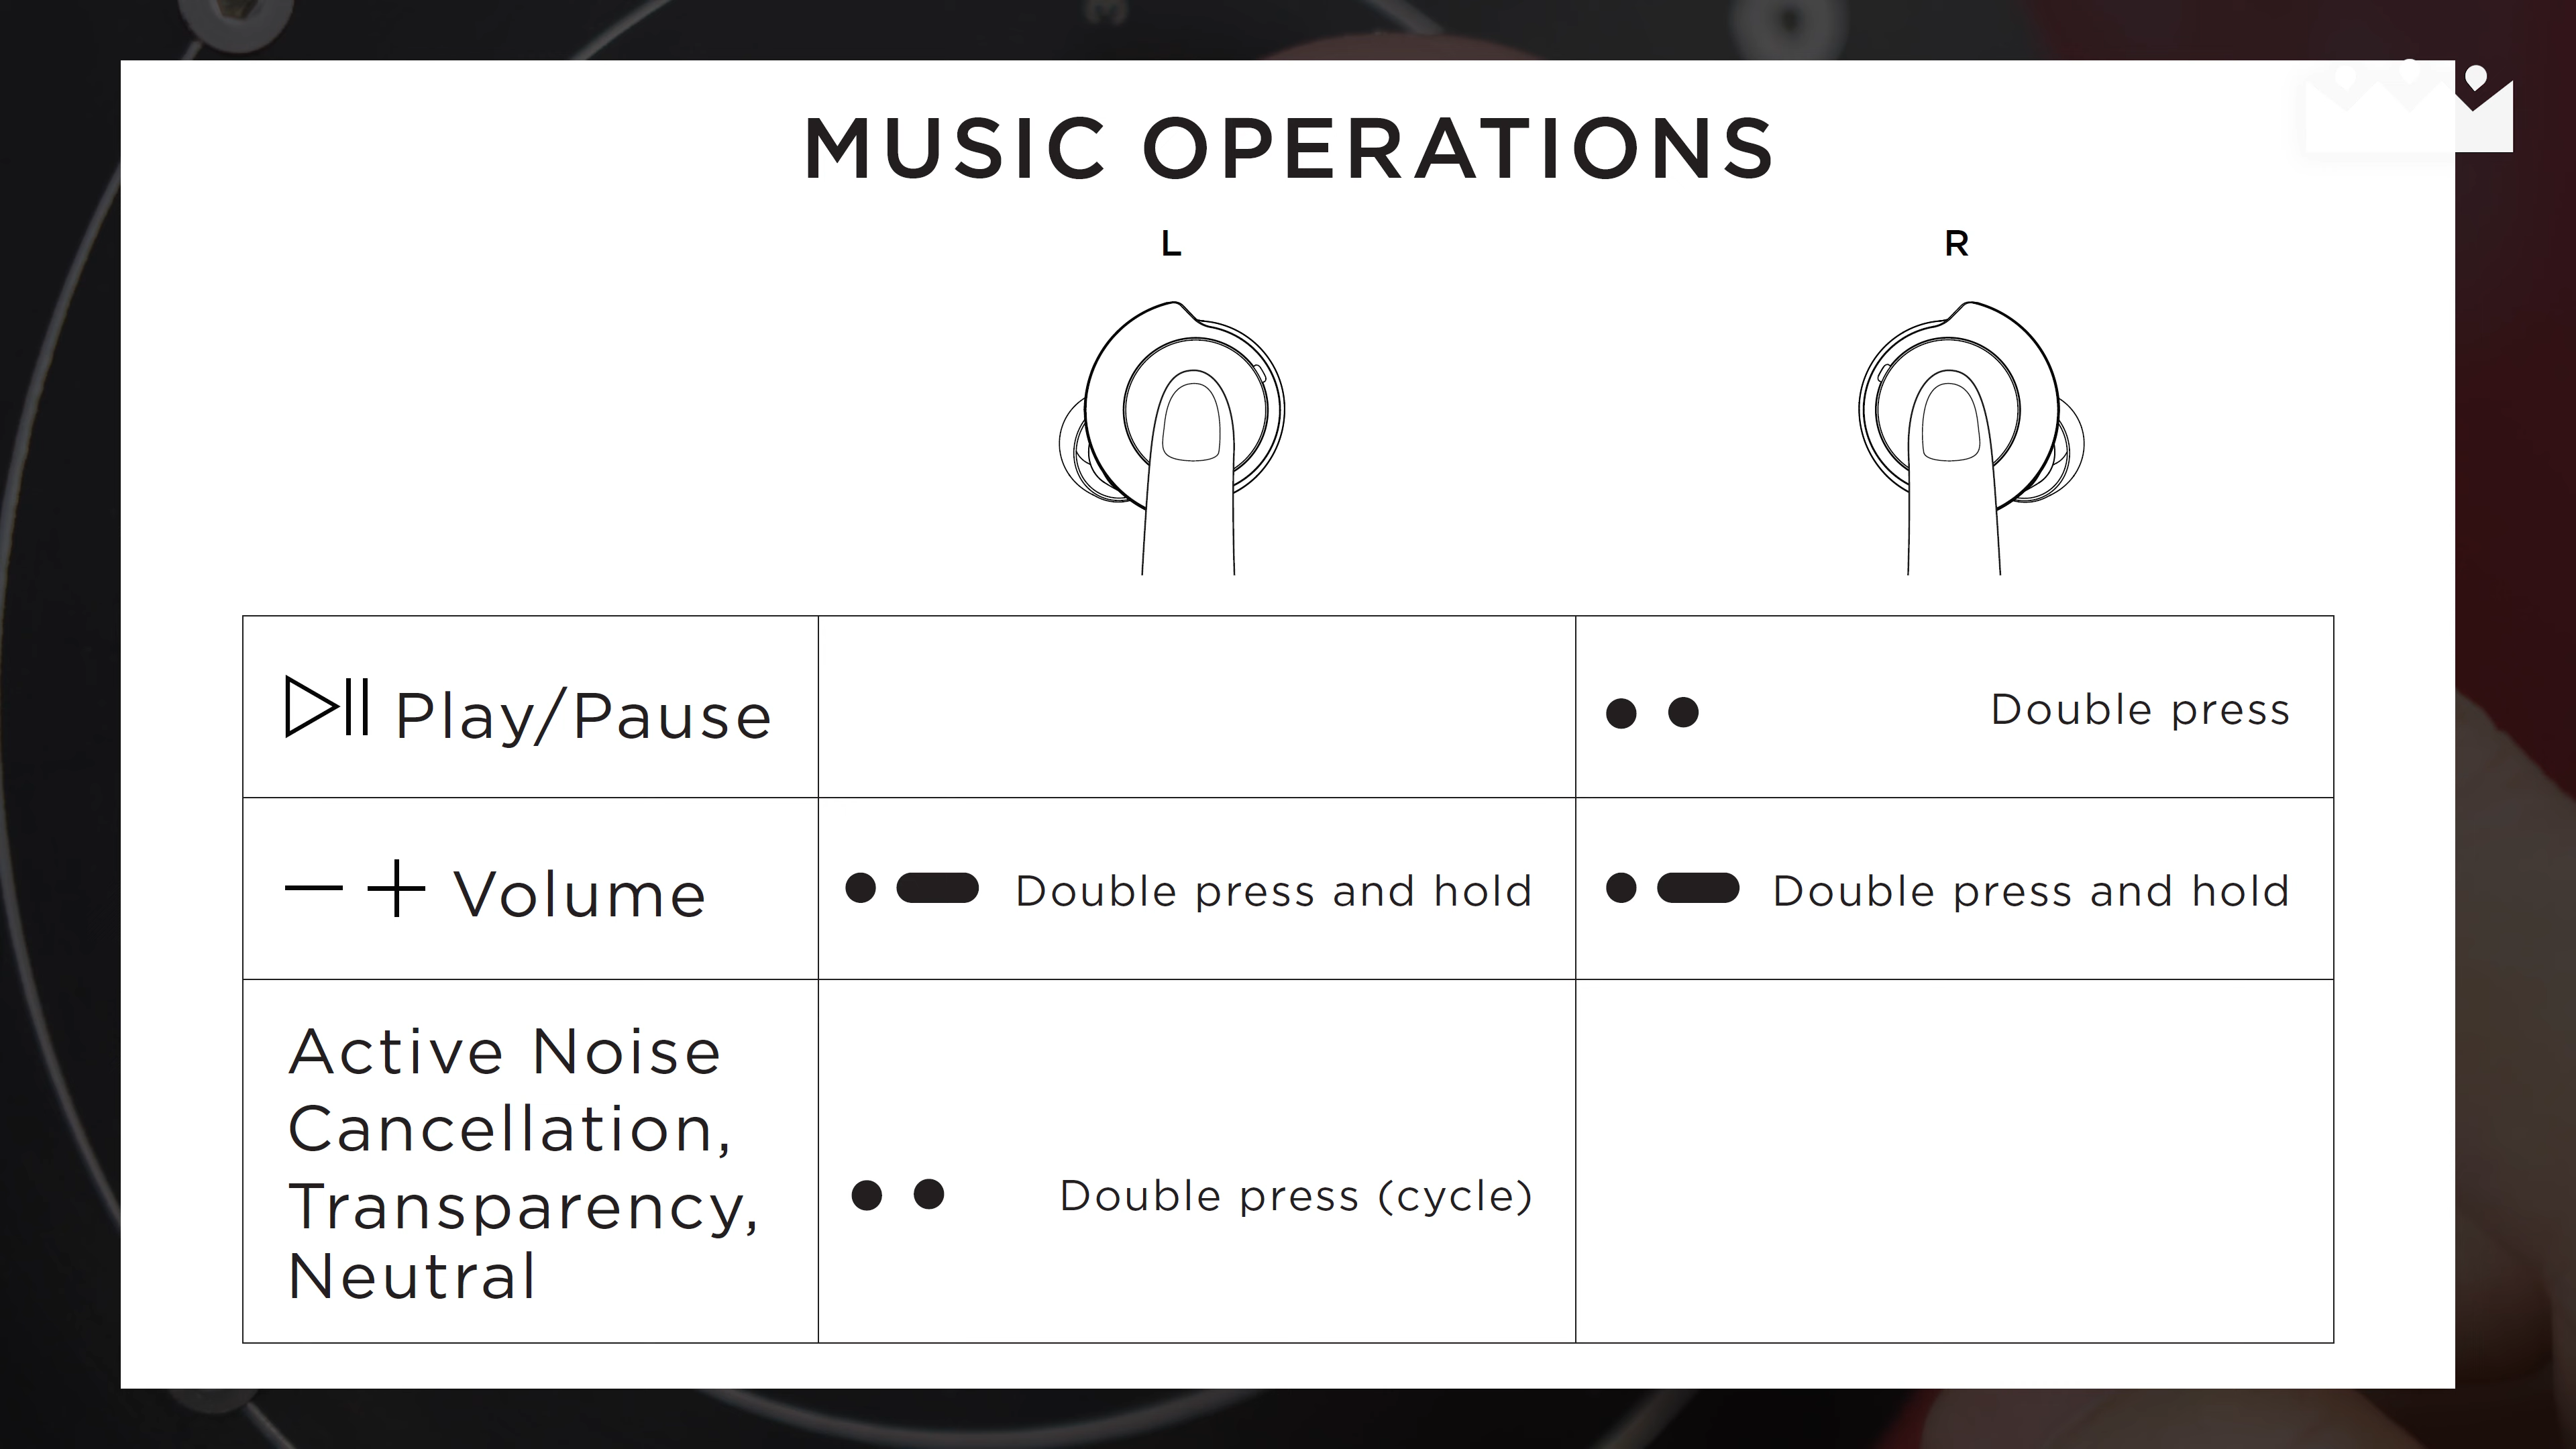 MUSIC OPERATIONS
L R
Play/Pause Double press
Volume Double press and hold Double press and hold
Active Noise
Cancellation,
Transparency,
Neutral
Double press (cycle)